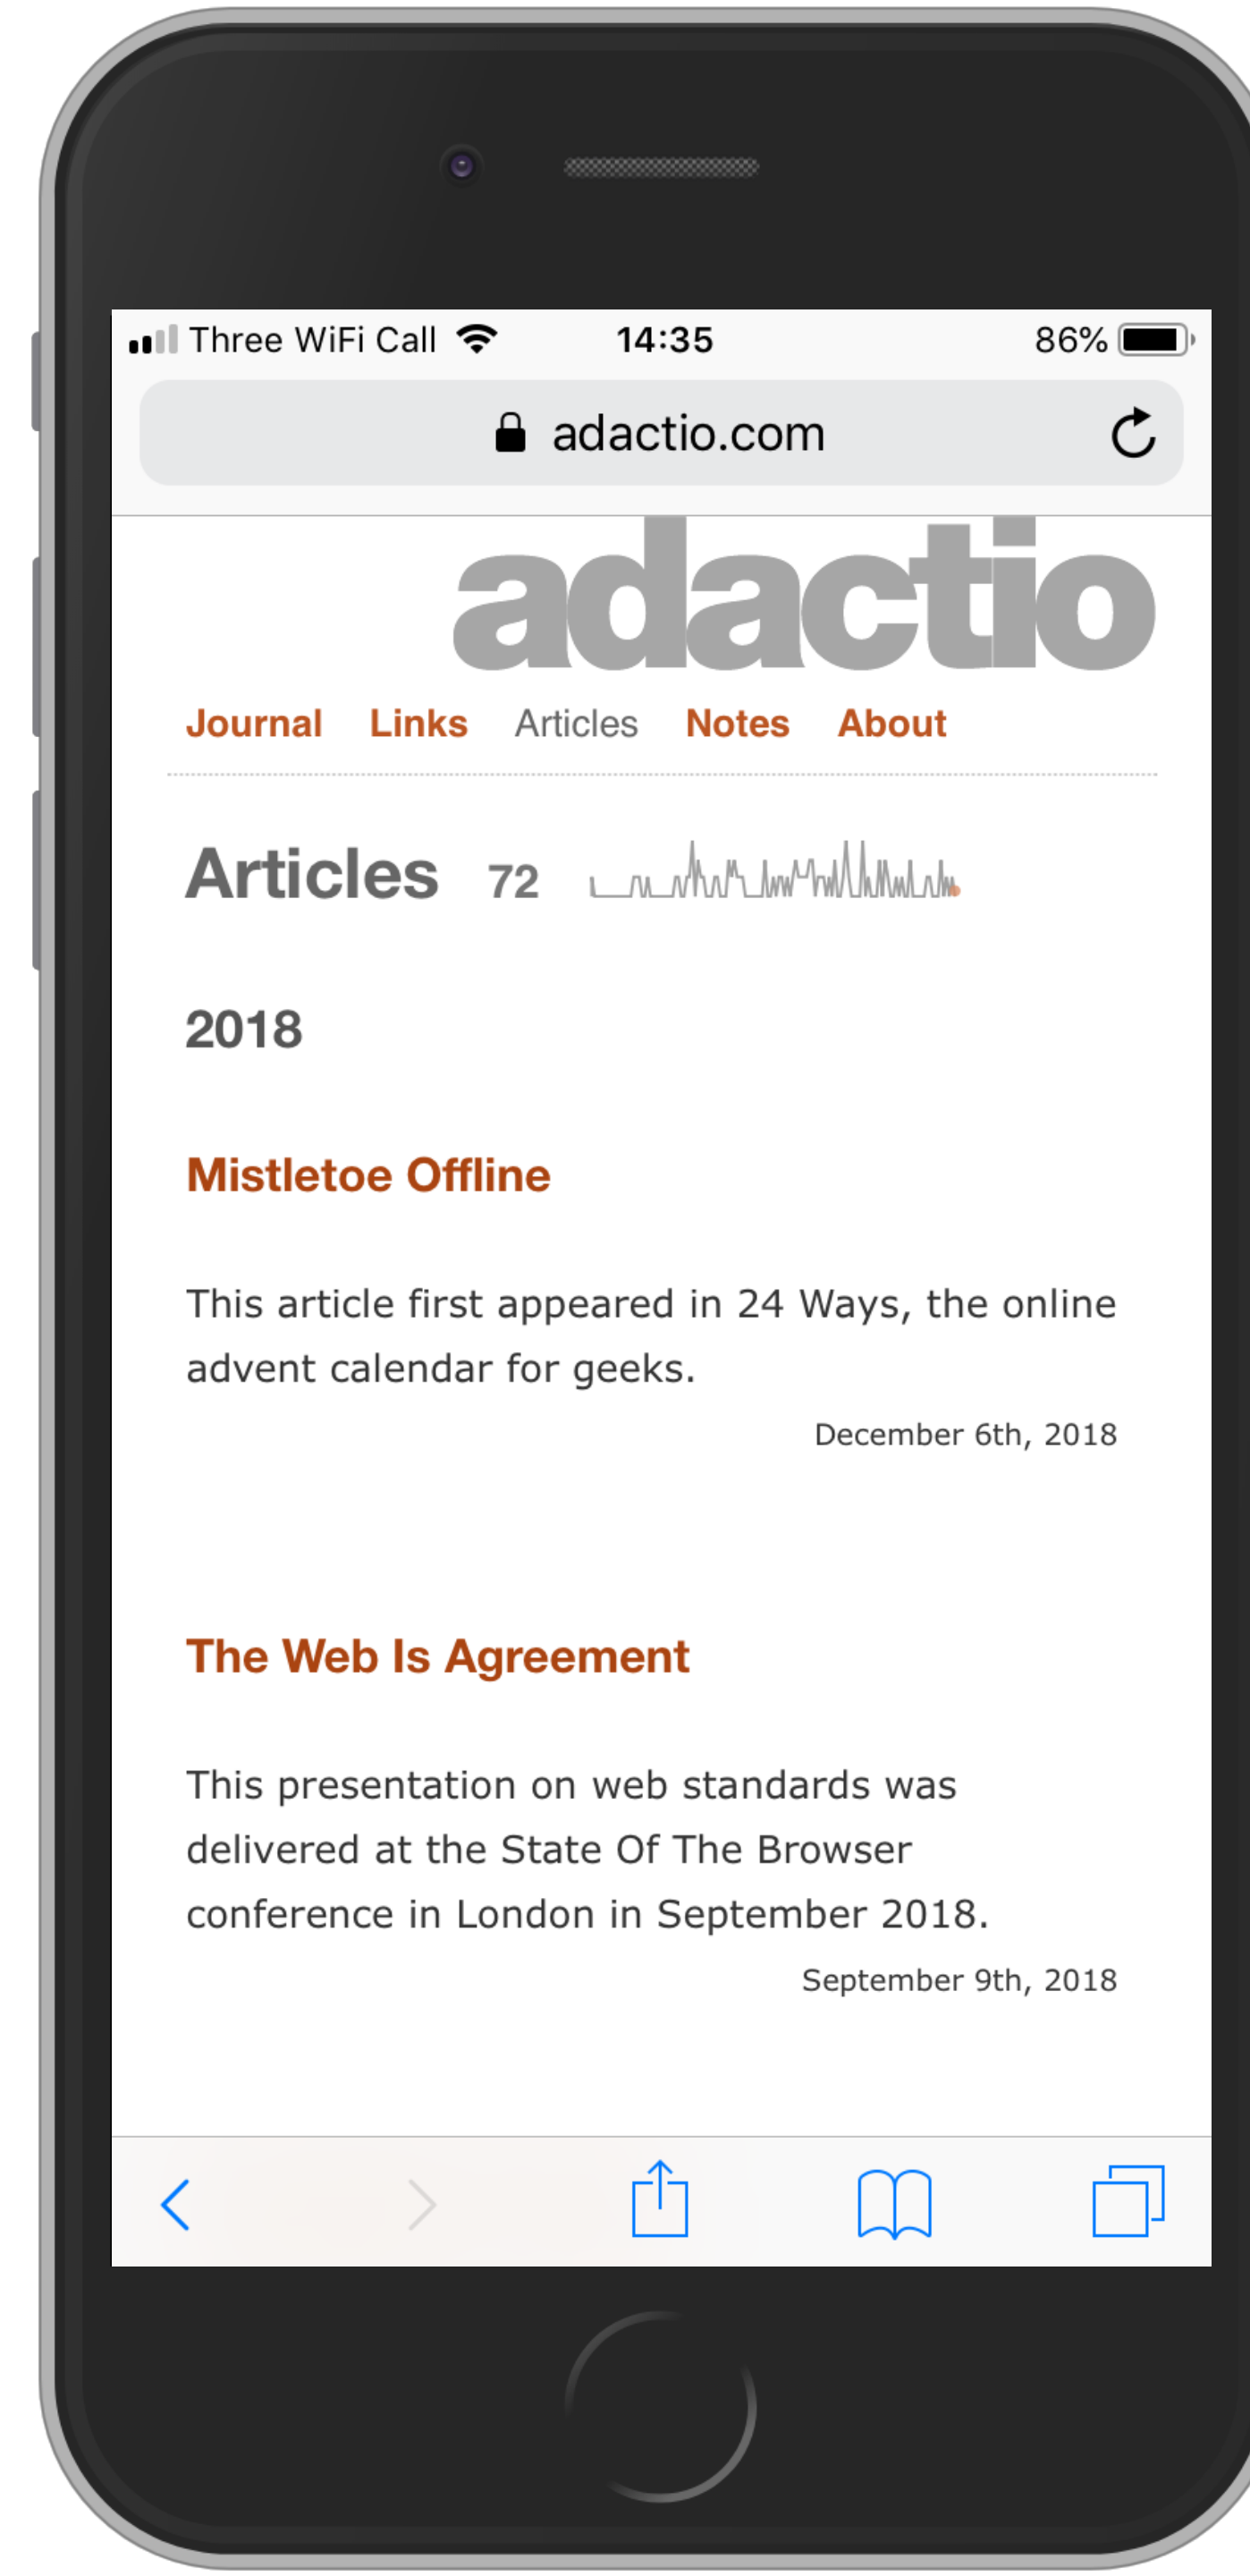 Three WiFi Call 14:35 86%
adactio.com
adactio
Journal Links Articles Notes About
Articles 72
2018
Mistletoe Offline
This article first appeared in 24 Ways, the online
advent calendar for geeks.
December 6th, 2018
The Web Is Agreement
This presentation on web standards was
delivered at the State Of The Browser
conference in London in September 2018.
September 9th, 2018